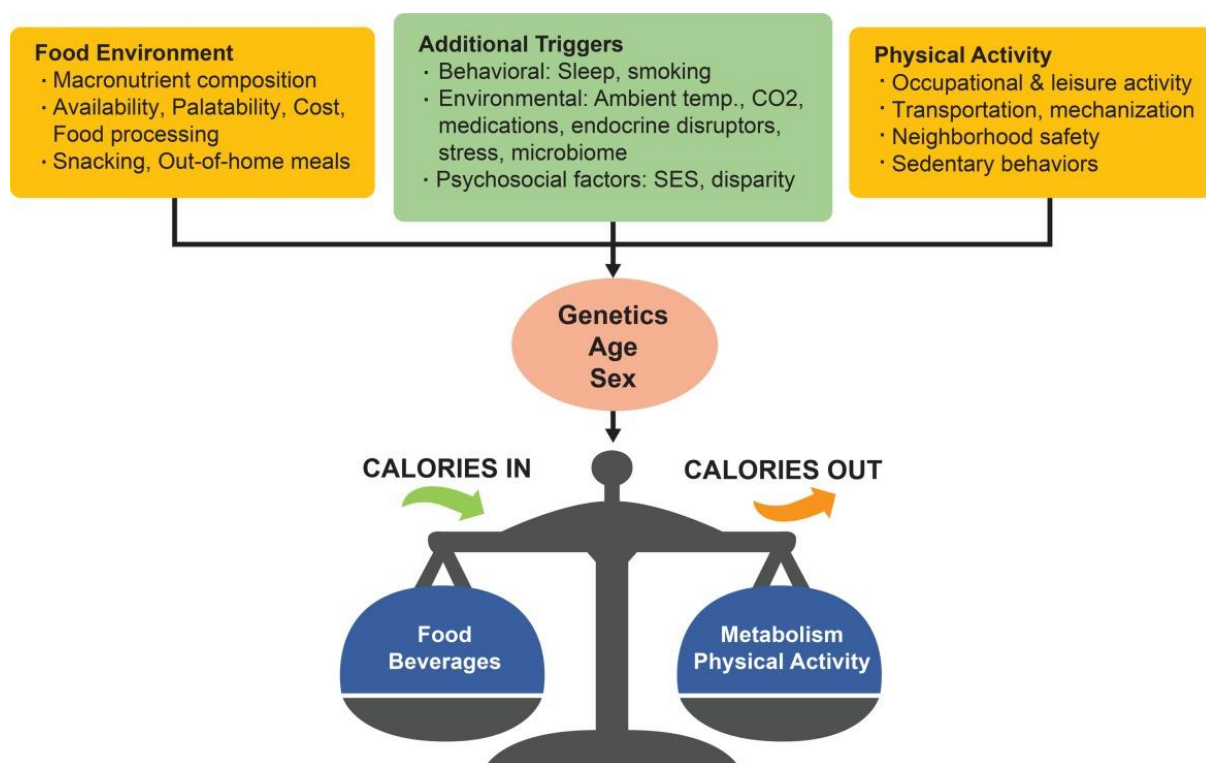 Food Environment
· Macronutrient composition
· Availability, Palatability, Cost,
Food processing
· Snacking, Out-of-home meals
Additional Triggers
· Behavioral: Sleep, smoking
· Environmental: Ambient temp., CO2,
medications, endocrine disruptors,
stress, microbiome
· Psychosocial factors: SES, disparity
Physical Activity
· Occupational & leisure activity
· Transportation, mechanization
· Neighborhood safety
· Sedentary behaviors
Genetics
Age
Sex
CALORIES IN
CALORIES OUT
Food
Beverages
Metabolism
Physical Activity